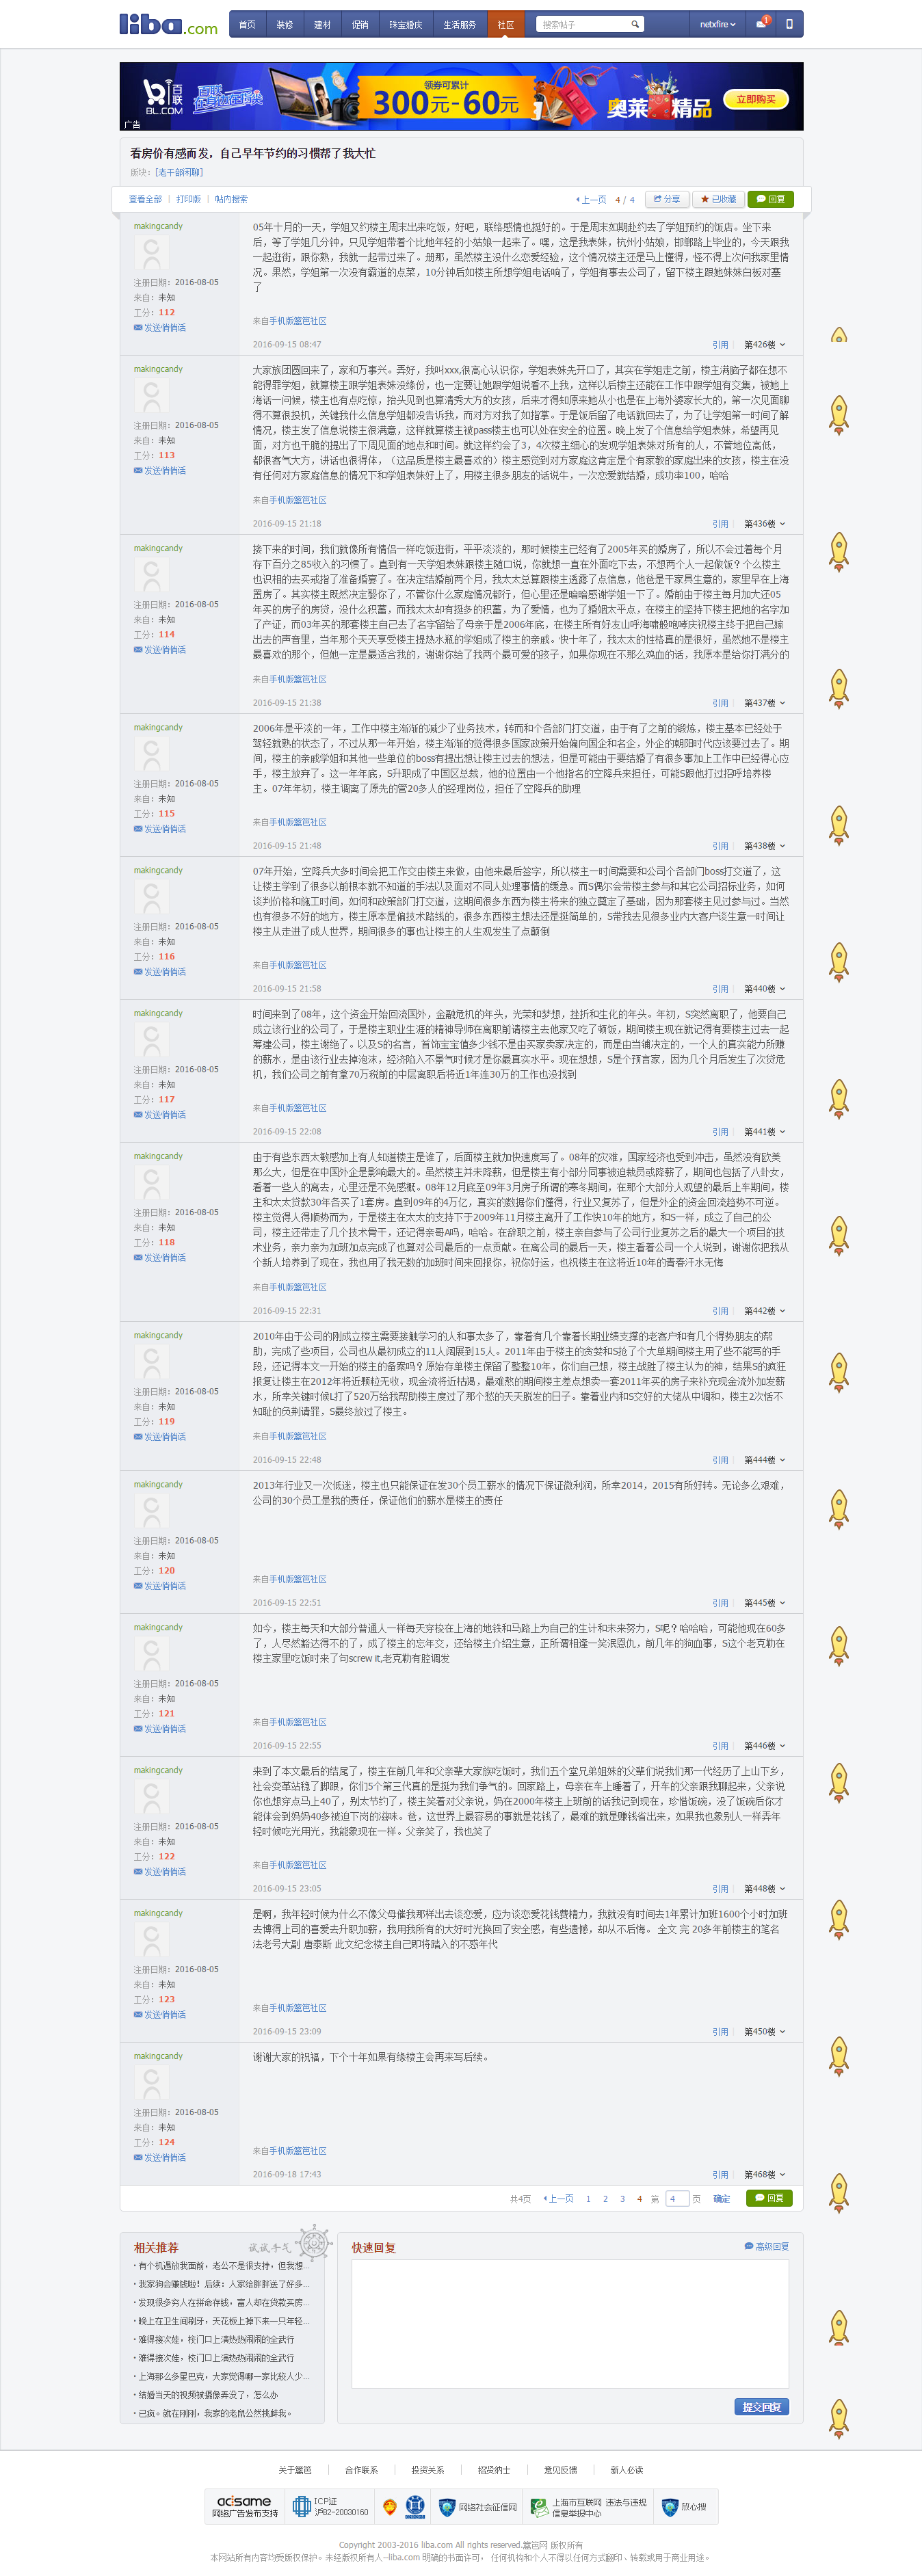 liba.com
首页 装修 建材 促销 珠宝婚庆 生活服务 社区 搜索帖子 netxfire 1
百联 BL.COM 领券可累计 300元-60元 奥莱精品 立即购买
广告
看房价有感而发，自己早年节约的习惯帮了我大忙
版块：[老干部闲聊]
查看全部 | 打印版 | 帖内搜索 上一页 4 / 4 分享 已收藏 回复
makingcandy
注册日期：2016-08-05
来自：未知
工分：112
发送悄悄话
05年十月的一天，学姐又约楼主周末出来吃饭，好吧，联络感情也挺好的。于是周末如期赴约去了学姐预约的饭店。坐下来
后，等了学姐几分钟，只见学姐带着个比她年轻的小姑娘一起来了。嘿，这是我表妹，杭州小姑娘，邯郸路上毕业的，今天跟我
一起逛街，跟你熟，我就一起带过来了。册那，虽然楼主没什么恋爱经验，这个情况楼主还是马上懂得，怪不得上次问我家里情
况。果然，学姐第一次没有霸道的点菜，10分钟后如楼主所想学姐电话响了，学姐有事去公司了，留下楼主跟她妹妹白板对塞
了
来自手机版篱笆社区
2016-09-15 08:47 引用 第426楼
makingcandy
注册日期：2016-08-05
来自：未知
工分：113
发送悄悄话
大家族团圆回来了，家和万事兴。弄好，我叫xxx,很高心认识你，学姐表妹先开口了，其实在学姐走之前，楼主满脑子都在想不
能得罪学姐，就算楼主跟学姐表妹没缘份，也一定要让她跟学姐说看不上我，这样以后楼主还能在工作中跟学姐有交集，被她上
海话一问候，楼主也有点吃惊，抬头见到也算清秀大方的女孩，后来才得知原来她从小也是在上海外婆家长大的，第一次见面聊
得不算很投机，关键我什么信息学姐都没告诉我，而对方对我了如指掌。于是饭后留了电话就回去了，为了让学姐第一时间了解
情况，楼主发了信息说楼主很满意，这样就算楼主被pass楼主也可以处在安全的位置。晚上发了个信息给学姐表妹，希望再见
面，对方也干脆的提出了下周见面的地点和时间。就这样约会了3，4次楼主细心的发现学姐表妹对所有的人，不管地位高低，
都很客气大方，讲话也很得体，（这品质是楼主最喜欢的）楼主感觉到对方家庭这肯定是个有家教的家庭出来的女孩，楼主在没
有任何对方家庭信息的情况下和学姐表妹好上了，用楼主很多朋友的话说牛，一次恋爱就结婚，成功率100，哈哈
来自手机版篱笆社区
2016-09-15 21:18 引用 第436楼
makingcandy
注册日期：2016-08-05
来自：未知
工分：114
发送悄悄话
接下来的时间，我们就像所有情侣一样吃饭逛街，平平淡淡的，那时候楼主已经有了2005年买的婚房了，所以不会过着每个月
存下百分之85收入的习惯了。直到有一天学姐表妹跟楼主随口说，你就想一直在外面吃下去，不想两个人一起做饭？个么楼主
也识相的去买戒指了准备婚宴了。在决定结婚前两个月，我太太总算跟楼主透露了点信息，他爸是干家具生意的，家里早在上海
置房了。其实楼主既然决定娶你了，不管你什么家庭情况都行，但心里还是暗暗感谢学姐一下了。婚前由于楼主每月加大还05
年买的房子的房贷，没什么积蓄，而我太太却有挺多的积蓄，为了爱情，也为了婚姻太平点，在楼主的坚持下楼主把她的名字加
了产证，而03年买的那套楼主自己去了名字留给了母亲于是2006年底，在楼主所有好友山呼海啸般咆哮庆祝楼主终于把自己嫁
出去的声音里，当年那个天天享受楼主提热水瓶的学姐成了楼主的亲戚。快十年了，我太太的性格真的是很好，虽然她不是楼主
最喜欢的那个，但她一定是最适合我的，谢谢你给了我两个最可爱的孩子，如果你现在不那么鸡血的话，我原本是给你打满分的
来自手机版篱笆社区
2016-09-15 21:38 引用 第437楼
makingcandy
注册日期：2016-08-05
来自：未知
工分：115
发送悄悄话
2006年是平淡的一年，工作中楼主渐渐的减少了业务技术，转而和个各部门打交道，由于有了之前的锻炼，楼主基本已经处于
驾轻就熟的状态了，不过从那一年开始，楼主渐渐的觉得很多国家政策开始偏向国企和名企，外企的朝阳时代应该要过去了。期
间，楼主的亲戚学姐和其他一些单位的boss有提出想让楼主过去的想法，但是可能由于要结婚了有很多事加上工作中已经得心应
手，楼主放弃了。这一年年底，S升职成了中国区总裁，他的位置由一个他指名的空降兵来担任，可能S跟他打过招呼培养楼
主。07年年初，楼主调离了原先的管20多人的经理岗位，担任了空降兵的助理
来自手机版篱笆社区
2016-09-15 21:48 引用 第438楼
makingcandy
注册日期：2016-08-05
来自：未知
工分：116
发送悄悄话
07年开始，空降兵大多时间会把工作交由楼主来做，由他来最后签字，所以楼主一时间需要和公司个各部门boss打交道了，这
让楼主学到了很多以前根本就不知道的手法以及面对不同人处理事情的缓急。而S偶尔会带楼主参与和其它公司招标业务，如何
谈判价格和施工时间，如何和政策部门打交道，这期间很多东西为楼主将来的独立奠定了基础，因为那套楼主见过参与过。当然
也有很多不好的地方，楼主原本是偏技术路线的，很多东西楼主想法还是挺简单的，S带我去见很多业内大客户谈生意一时间让
楼主从走进了成人世界，期间很多的事也让楼主的人生观发生了点颠倒
来自手机版篱笆社区
2016-09-15 21:58 引用 第440楼
makingcandy
注册日期：2016-08-05
来自：未知
工分：117
发送悄悄话
时间来到了08年，这个资金开始回流国外，金融危机的年头，光荣和梦想，挫折和生化的年头。年初，S突然离职了，他要自己
成立该行业的公司了，于是楼主职业生涯的精神导师在离职前请楼主去他家又吃了顿饭，期间楼主现在就记得有要楼主过去一起
筹建公司，楼主谢绝了。以及S的名言，首饰宝宝值多少钱不是由买家卖家决定的，而是由当铺决定的，一个人的真实能力所赚
的薪水，是由该行业去掉泡沫，经济陷入不景气时候才是你最真实水平。现在想想，S是个预言家，因为几个月后发生了次贷危
机，我们公司之前有拿70万税前的中层离职后将近1年连30万的工作也没找到
来自手机版篱笆社区
2016-09-15 22:08 引用 第441楼
makingcandy
注册日期：2016-08-05
来自：未知
工分：118
发送悄悄话
由于有些东西太敏感加上有人知道楼主是谁了，后面楼主就加快速度写了。08年的灾难，国家经济也受到冲击，虽然没有欧美
那么大，但是在中国外企是影响最大的。虽然楼主并未降薪，但是楼主有小部分同事被迫裁员或降薪了，期间也包括了八卦女，
看着一些人的离去，心里还是不免感概。08年12月底至09年3月房子所谓的寒冬期间，在那个大部分人观望的最后上车期间，楼
主和太太贷款30年各买了1套房。直到09年的4万亿，真实的数据你们懂得，行业又复苏了，但是外企的资金回流趋势不可逆。
楼主觉得人得顺势而为，于是楼主在太太的支持下于2009年11月楼主离开了工作快10年的地方，和S一样，成立了自己的公
司，楼主还带走了几个技术骨干，还记得亲哥A吗，哈哈。在辞职之前，楼主亲自参与了公司行业复苏之后的最大一个项目的技
术业务，亲力亲为加班加点完成了也算对公司最后的一点贡献。在离公司的最后一天，楼主看着公司一个人说到，谢谢你把我从
个新人培养到了现在，我也用了我无数的加班时间来回报你，祝你好运，也祝楼主在这将近10年的青春汗水无悔
来自手机版篱笆社区
2016-09-15 22:31 引用 第442楼
makingcandy
注册日期：2016-08-05
来自：未知
工分：119
发送悄悄话
2010年由于公司的刚成立楼主需要接触学习的人和事太多了，靠着有几个靠着长期业绩支撑的老客户和有几个得势朋友的帮
助，完成了些项目，公司也从最初成立的11人阔展到15人。2011年由于楼主的贪婪和S抢了个大单期间楼主用了些不能写的手
段，还记得本文一开始的楼主的备案吗？原始存单楼主保留了整整10年，你们自己想，楼主战胜了楼主认为的神，结果S的疯狂
报复让楼主在2012年将近颗粒无收，现金流将近枯竭，最难熬的期间楼主差点想卖一套2011年买的房子来补充现金流外加发薪
水，所幸关键时候L打了520万给我帮助楼主度过了那个愁的天天脱发的日子。靠着业内和S交好的大佬从中调和，楼主2次恬不
知耻的负荆请罪，S最终放过了楼主。
来自手机版篱笆社区
2016-09-15 22:48 引用 第444楼
makingcandy
注册日期：2016-08-05
来自：未知
工分：120
发送悄悄话
2013年行业又一次低迷，楼主也只能保证在发30个员工薪水的情况下保证微利润，所幸2014，2015有所好转。无论多么艰难，
公司的30个员工是我的责任，保证他们的薪水是楼主的责任
来自手机版篱笆社区
2016-09-15 22:51 引用 第445楼
makingcandy
注册日期：2016-08-05
来自：未知
工分：121
发送悄悄话
如今，楼主每天和大部分普通人一样每天穿梭在上海的地铁和马路上为自己的生计和未来努力，S呢？哈哈哈，可能他现在60多
了，人尽然豁达得不的了，成了楼主的忘年交，还给楼主介绍生意，正所谓相逢一笑泯恩仇，前几年的狗血事，S这个老克勒在
楼主家里吃饭时来了句screw it,老克勒有腔调发
来自手机版篱笆社区
2016-09-15 22:55 引用 第446楼
makingcandy
注册日期：2016-08-05
来自：未知
工分：122
发送悄悄话
来到了本文最后的结尾了，楼主在前几年和父亲辈大家族吃饭时，我们五个堂兄弟姐妹的父辈们说我们那一代经历了上山下乡，
社会变革站稳了脚跟，你们5个第三代真的是挺为我们争气的。回家路上，母亲在车上睡着了，开车的父亲跟我聊起来，父亲说
你也想穿点马上40了，别太节约了，楼主笑着对父亲说，妈在2000年楼主上班前的话我记到现在，珍惜饭碗，没了饭碗后你才
能体会到妈妈40多被迫下岗的滋味。爸，这世界上最容易的事就是花钱了，最难的就是赚钱省出来，如果我也象别人一样弄年
轻时候吃光用光，我能象现在一样。父亲笑了，我也笑了
来自手机版篱笆社区
2016-09-15 23:05 引用 第448楼
makingcandy
注册日期：2016-08-05
来自：未知
工分：123
发送悄悄话
是啊，我年轻时候为什么不像父母催我那样出去谈恋爱，应为谈恋爱花钱费精力，我就没有时间去1年累计加班1600个小时加班
去博得上司的喜爱去升职加薪，我用我所有的大好时光换回了安全感，有些遗憾，却从不后悔。 全文 完 20多年前楼主的笔名
法老号大副 唐泰斯 此文纪念楼主自己即将踏入的不惑年代
来自手机版篱笆社区
2016-09-15 23:09 引用 第450楼
makingcandy
注册日期：2016-08-05
来自：未知
工分：124
发送悄悄话
谢谢大家的祝福，下个十年如果有缘楼主会再来写后续。
来自手机版篱笆社区
2016-09-18 17:43 引用 第468楼
共4页 上一页 1 2 3 4 第 4 页 确定 回复
相关推荐 试试手气
有个机遇放我面前，老公不是很支持，但我想...
我家狗会赚钱啦！后续：人家给胖胖送了好多...
发现很多穷人在拼命存钱，富人却在贷款买房...
晚上在卫生间刷牙，天花板上掉下来一只年轻...
难得接次娃，校门口上演热热闹闹的全武行
难得接次娃，校门口上演热热闹闹的全武行
上海那么多星巴克，大家觉得哪一家比较人少...
结婚当天的视频被摄像弄没了，怎么办
已疯。就在刚刚，我家的老鼠公然挑衅我。
快速回复 高级回复
提交回复
关于篱笆 | 合作联系 | 投资关系 | 招贤纳士 | 意见反馈 | 新人必读
acisame 网络广告发布支持
ICP证 沪B2-20030160
网络社会征信网
上海市互联网 违法与违规信息举报中心
放心搜
Copyright 2003-2016 liba.com All rights reserved.篱笆网 版权所有
本网站所有内容均受版权保护。未经版权所有人--liba.com 明确的书面许可，任何机构和个人不得以任何方式翻印、转载或用于商业用途。